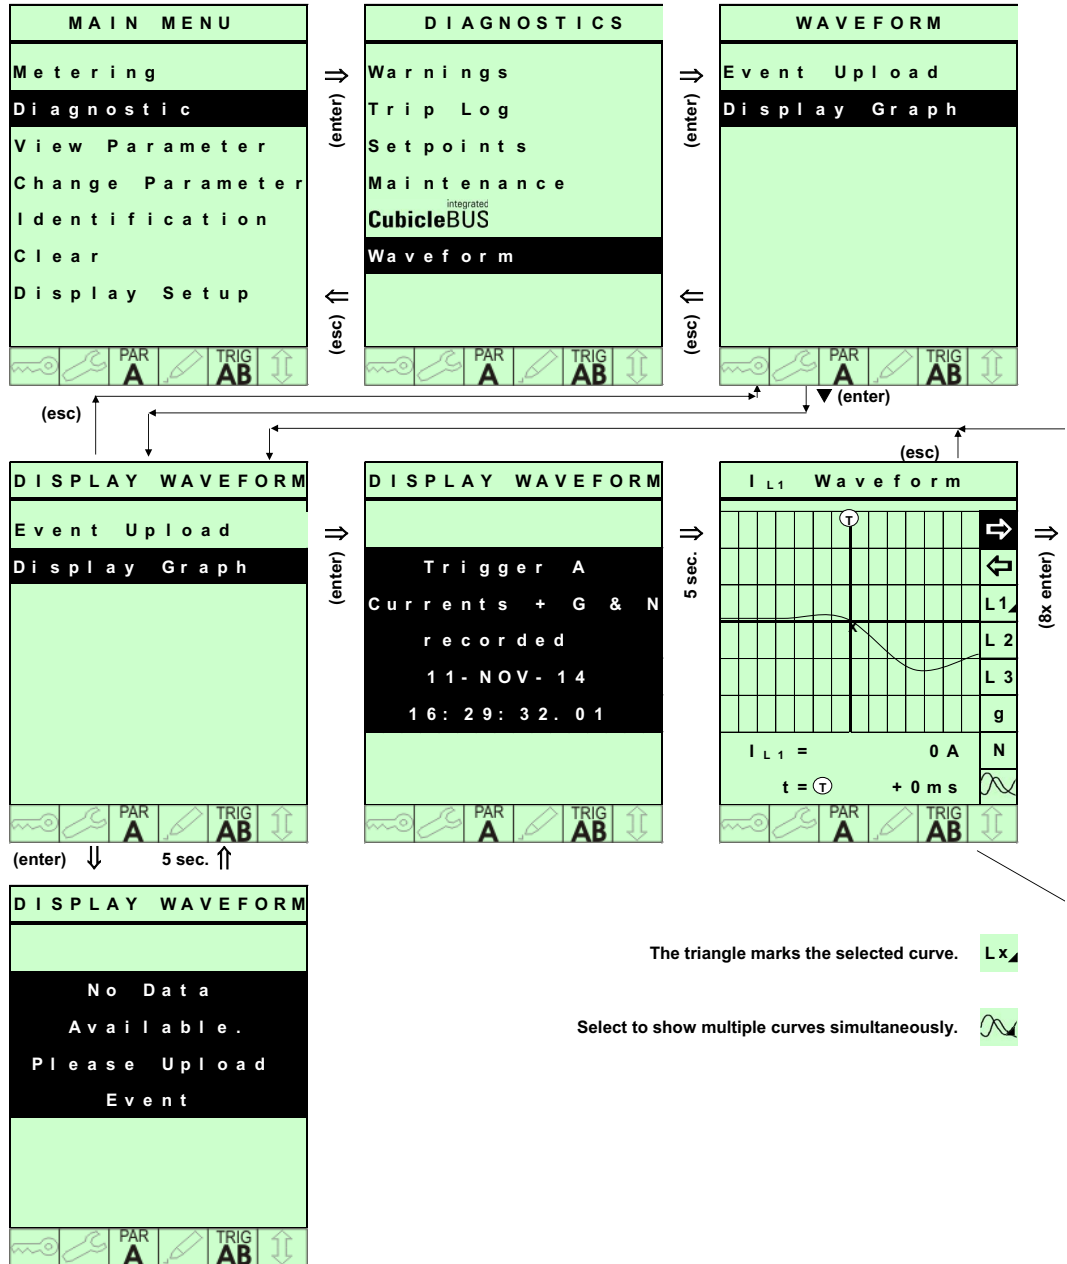 MAIN MENU
Metering
Diagnostic
View Parameter
Change Parameter
Identification
Clear
Display Setup
PAR
A
TRIG
AB
(enter)
(esc)
DIAGNOSTICS
Warnings
Trip Log
Setpoints
Maintenance
integrated
CubicleBUS
Waveform
PAR
A
TRIG
AB
(enter)
(esc)
WAVEFORM
Event Upload
Display Graph
PAR
A
TRIG
AB
(esc)
(enter)
DISPLAY WAVEFORM
Event Upload
Display Graph
PAR
A
TRIG
AB
(enter)
DISPLAY WAVEFORM
Trigger A
Currents + G & N
recorded
11-NOV-14
16:29:32.01
PAR
A
TRIG
AB
5 sec.
(esc)
IL1 Waveform
T
x
L1
L2
L3
g
N
IL1 = 0A
t = T +0ms
PAR
A
TRIG
AB
(8x enter)
(enter)
5 sec.
DISPLAY WAVEFORM
No Data
Available.
Please Upload
Event
PAR
A
TRIG
AB
The triangle marks the selected curve. Lx
Select to show multiple curves simultaneously.